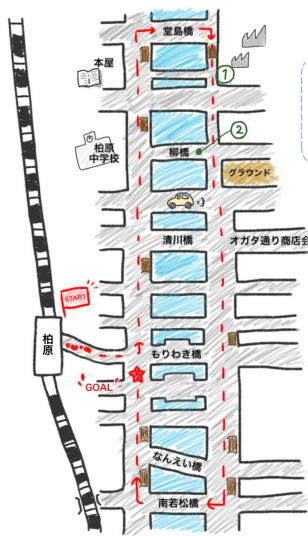 堂島橋
本屋
①
柏原
中学校
②
柳橋
グラウンド
清川橋
オガタ通り商店会
START
柏原
もりわき橋
GOAL
なんえい橋
南若松橋